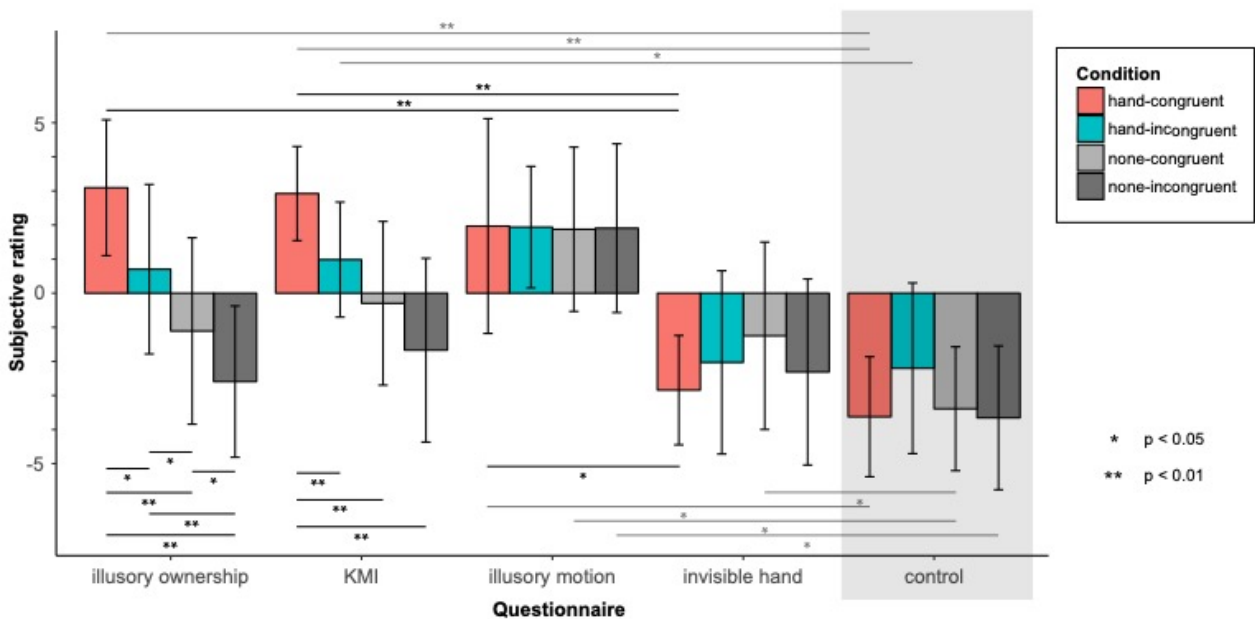 **
**
*
**
**
5
0
-5
Subjective rating
Condition
hand-congruent
hand-incongruent
none-congruent
none-incongruent
* p < 0.05
** p < 0.01
*
*
*
**
**
**
**
**
**
*
*
*
*
*
illusory ownership KMI illusory motion invisible hand control
Questionnaire